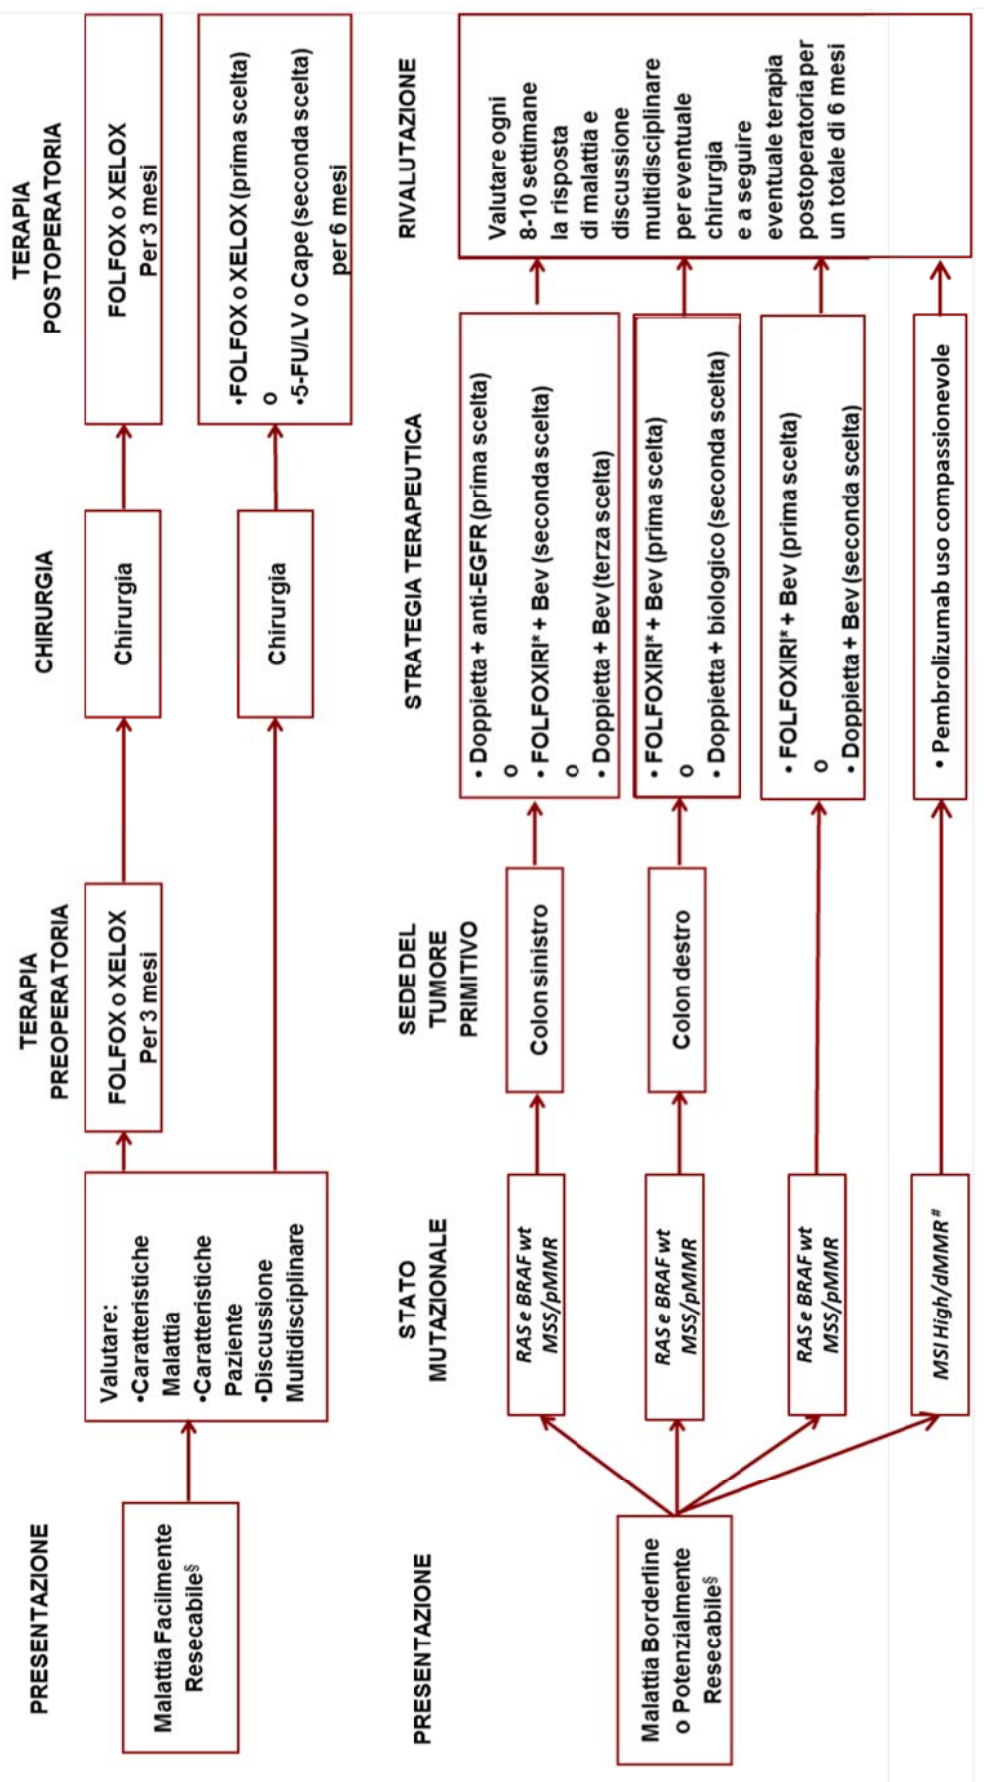 PRESENTAZIONE
TERAPIA
PREOPERATORIA
CHIRURGIA
TERAPIA
POSTOPERATORIA
Malattia Facilmente
Resecabile§
Valutare:
•Caratteristiche
Malattia
•Caratteristiche
Paziente
•Discussione
Multidisciplinare
FOLFOX o XELOX
Per 3 mesi
Chirurgia
FOLFOX o XELOX
Per 3 mesi
Chirurgia
•FOLFOX o XELOX (prima scelta)
o
•5-FU/LV o Cape (seconda scelta)
per 6 mesi
PRESENTAZIONE
STATO
MUTAZIONALE
SEDE DEL
TUMORE
PRIMITIVO
STRATEGIA TERAPEUTICA
RIVALUTAZIONE
Malattia Borderline
o Potenzialmente
Resecabile§
RAS e BRAF wt
MSS/pMMR
Colon sinistro
• Doppietta + anti-EGFR (prima scelta)
o
• FOLFOXIRI* + Bev (seconda scelta)
o
• Doppietta + Bev (terza scelta)
RAS e BRAF wt
MSS/pMMR
Colon destro
• FOLFOXIRI* + Bev (prima scelta)
o
• Doppietta + biologico (seconda scelta)
RAS e BRAF wt
MSS/pMMR
• FOLFOXIRI* + Bev (prima scelta)
o
• Doppietta + Bev (seconda scelta)
MSI High/dMMR#
• Pembrolizumab uso compassionevole
Valutare ogni
8-10 settimane
la risposta
di malattia e
discussione
multidisciplinare
per eventuale
chirurgia
e a seguire
eventuale terapia
postoperatoria per
un totale di 6 mesi